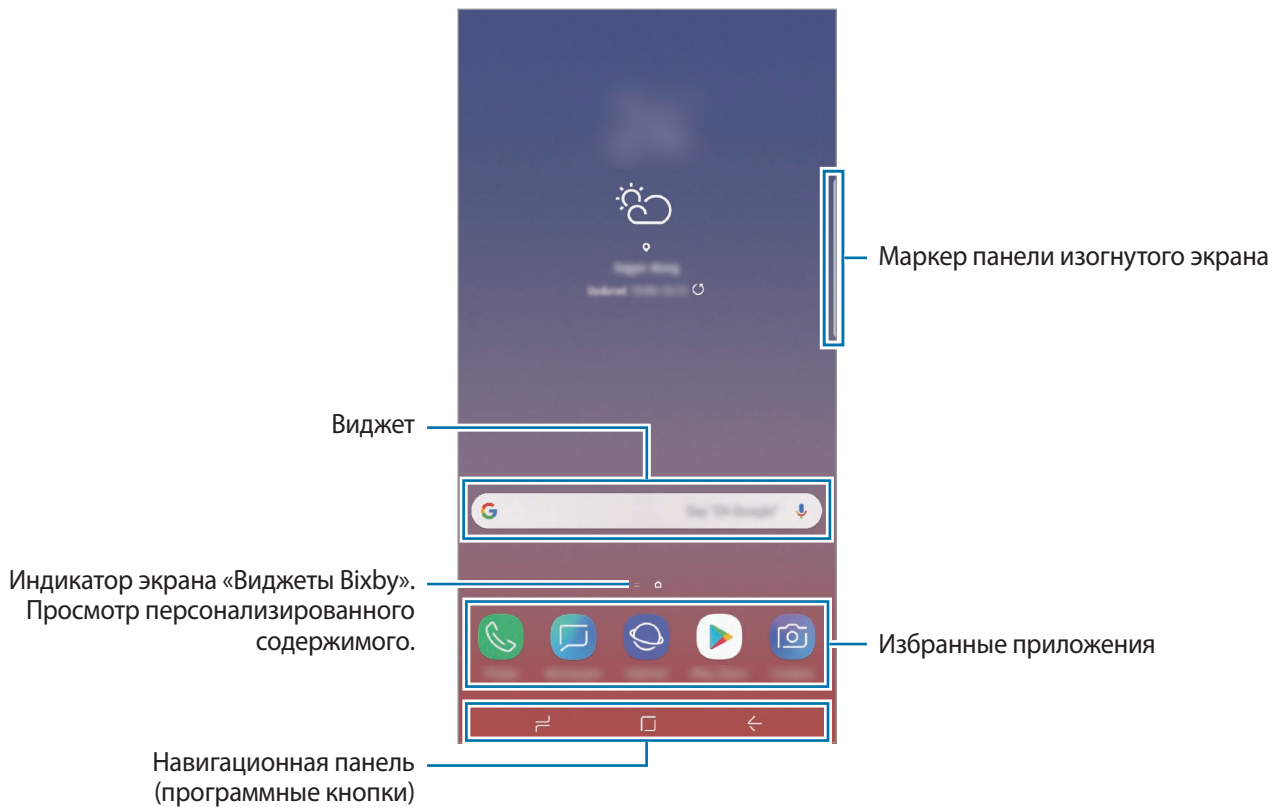 Маркер панели изогнутого экрана
Виджет
Индикатор экрана «Виджеты Bixby».
Просмотр персонализированного
содержимого.
Избранные приложения
Навигационная панель
(программные кнопки)